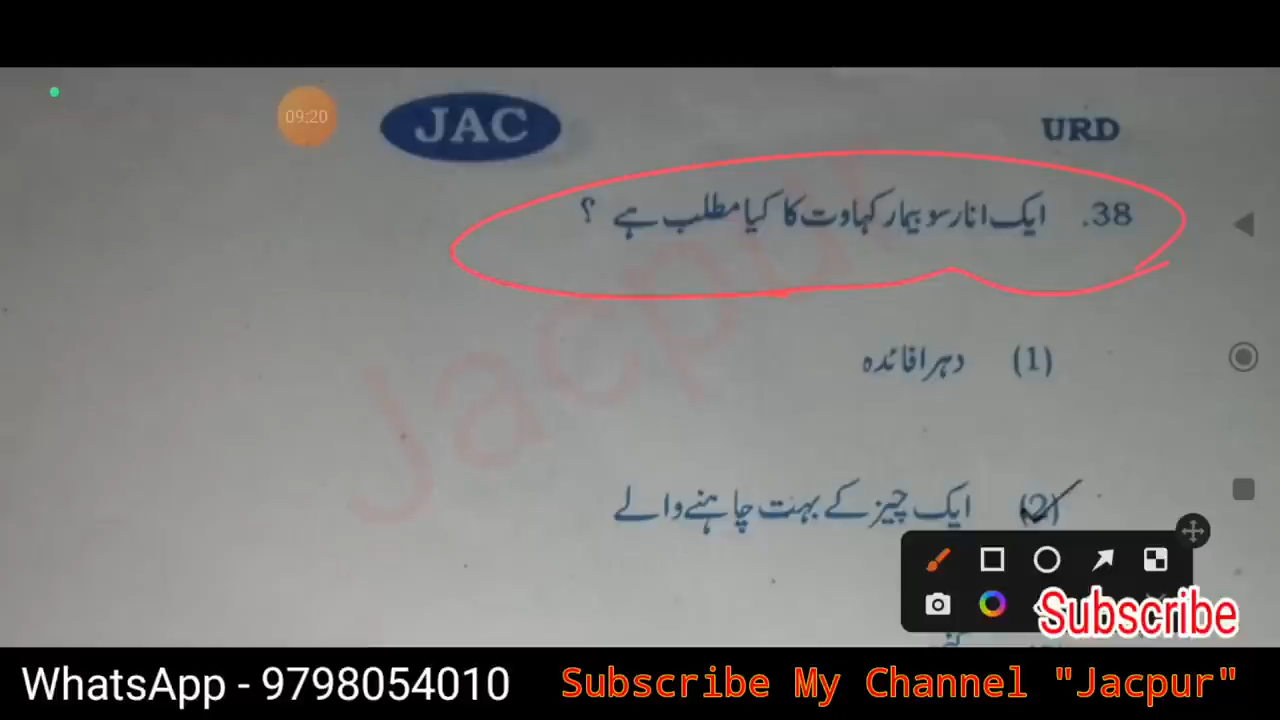 09:20
JAC
URD
38. ایک انار سو بیمار کہاوت کا کیا مطلب ہے ؟
Jacpur
(1) دہرا فائدہ
(2) ایک چیز کے بہت چاہنے والے
Subscribe
WhatsApp - 9798054010
Subscribe My Channel "Jacpur"